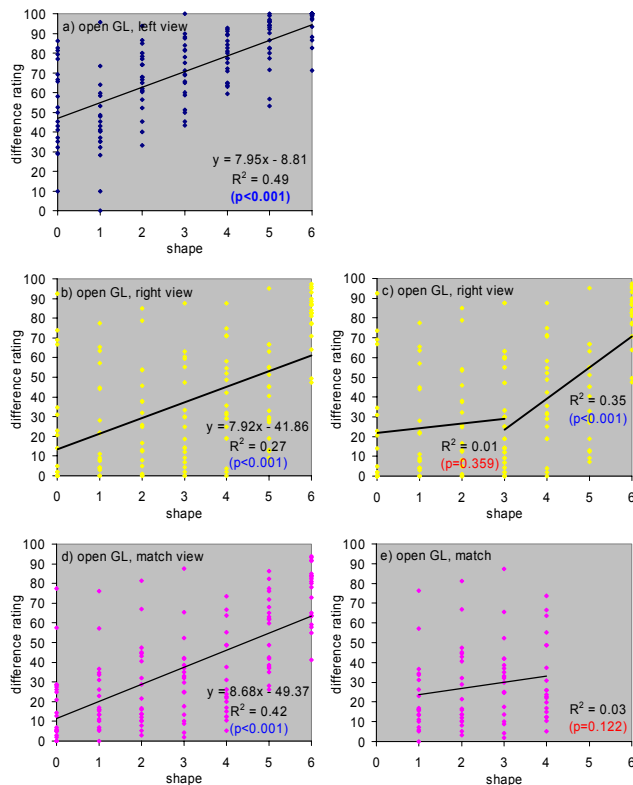 a) open GL, left view
difference rating
100
90
80
70
60
50
40
30
20
10
0
y = 7.95x - 8.81
R2 = 0.49
(p<0.001)
0 1 2 3 4 5 6
shape
b) open GL, right view
difference rating
100
90
80
70
60
50
40
30
20
10
0
y = 7.92x - 41.86
R2 = 0.27
(p<0.001)
0 1 2 3 4 5 6
shape
c) open GL, right view
difference rating
100
90
80
70
60
50
40
30
20
10
0
R2 = 0.35
(p<0.001)
R2 = 0.01
(p=0.359)
0 1 2 3 4 5 6
shape
d) open GL, match view
difference rating
100
90
80
70
60
50
40
30
20
10
0
y = 8.68x - 49.37
R2 = 0.42
(p<0.001)
0 1 2 3 4 5 6
shape
e) open GL, match
difference rating
100
90
80
70
60
50
40
30
20
10
0
R2 = 0.03
(p=0.122)
0 1 2 3 4 5 6
shape